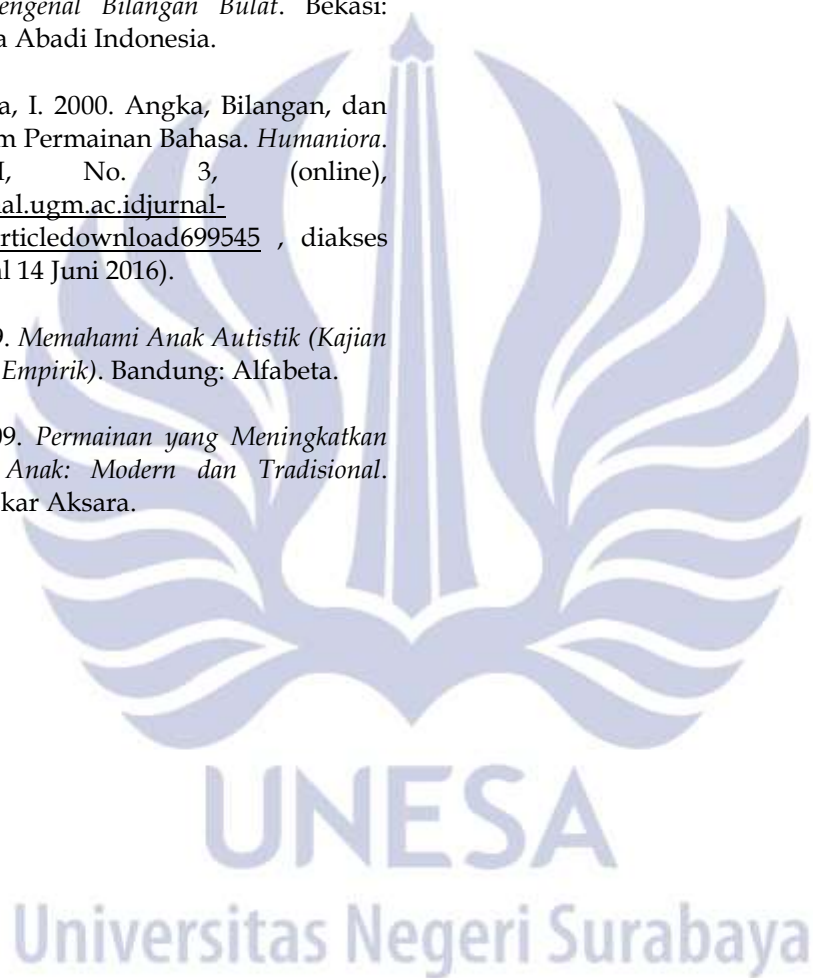 engenal Bilangan Bulat. Bekasi:
a Abadi Indonesia.
a, I. 2000. Angka, Bilangan, dan
m Permainan Bahasa. Humaniora.
I, No. 3, (online),
nal.ugm.ac.idjurnal-
rticledownload699545 , diakses
l 14 Juni 2016).
9. Memahami Anak Autistik (Kajian
Empirik). Bandung: Alfabeta.
09. Permainan yang Meningkatkan
Anak: Modern dan Tradisional.
kar Aksara.
UNESA
Universitas Negeri Surabaya